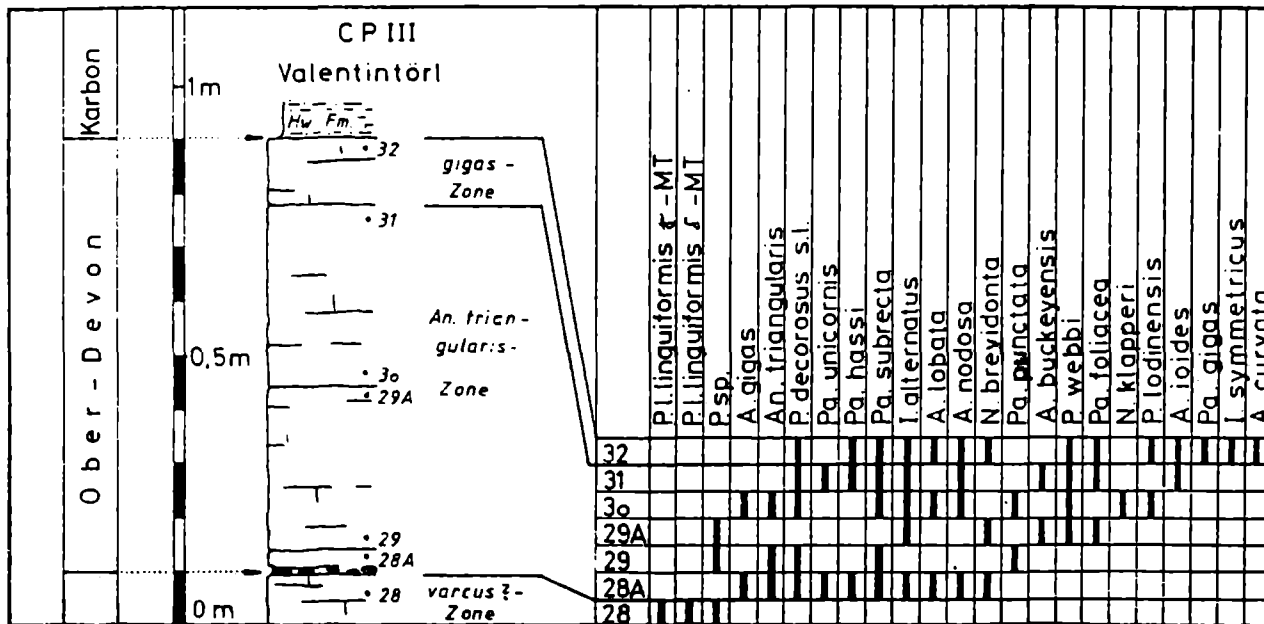 CP III
Valentintörl
Karbon
Ober-Devon
1m
0,5m
0m
Hw Fm
32
gigas-
Zone
31
An. trian-
gularis-
Zone
3o
29A
29
28A
28
varcus?-
Zone
P.l. linguiformis
-MT
P.l. linguiformis
-MT
P. sp.
A. gigas
An. triangularis
P. decorosus s.l.
Pa. unicornis
Pa. hassi
Pa. subrecta
I. alternatus
A. lobata
A. nodosa
N. brevidonta
Pa. punctata
A. buckeyensis
P. webbi
Pa. foliacea
N. klapperi
P. lodinensis
A. ioides
Pa. gigas
I. symmetricus
A. curvata
32
31
3o
29A
29
28A
28